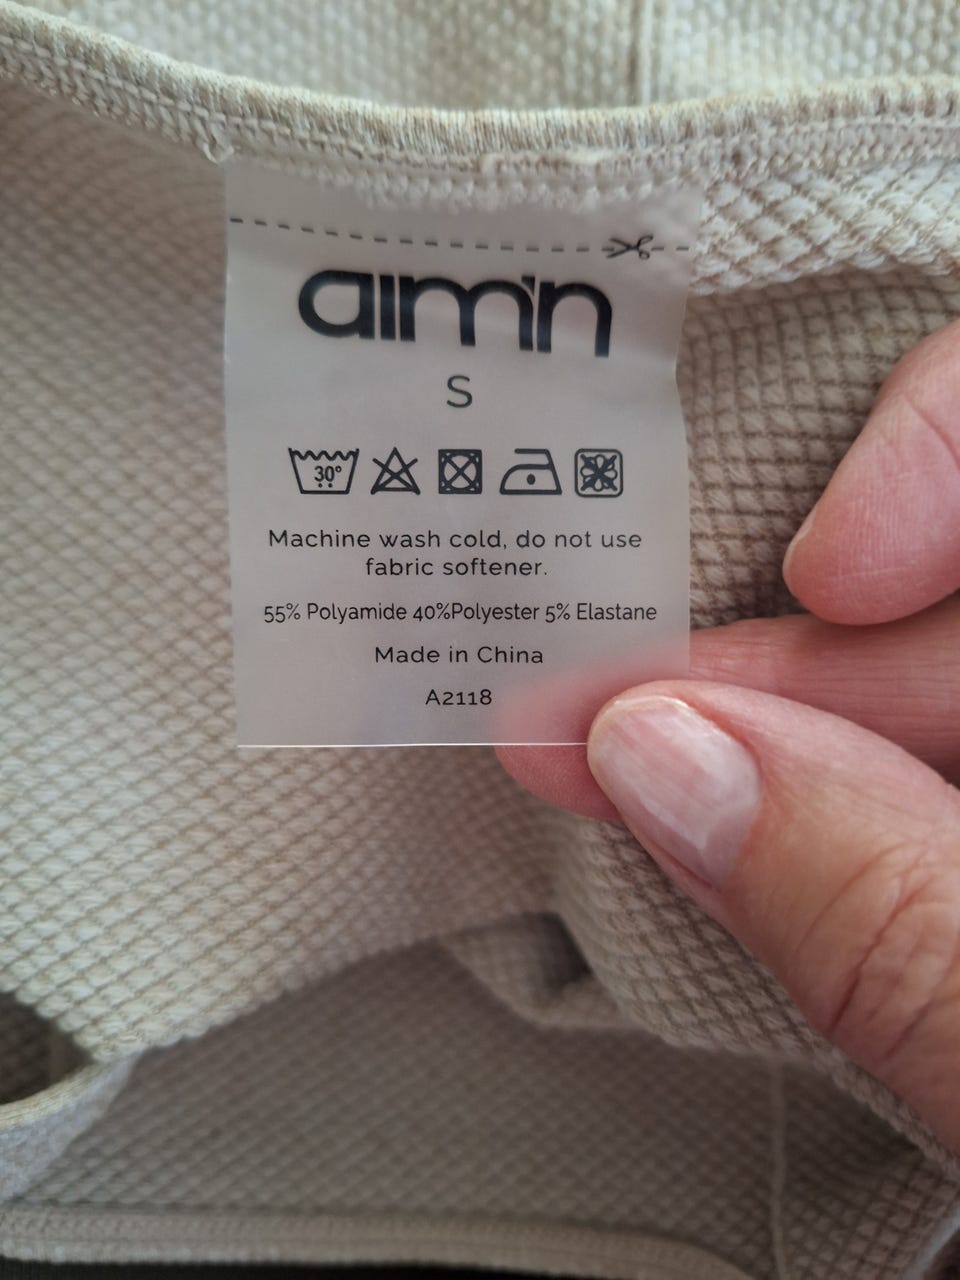 aim'n
S
30°
Machine wash cold, do not use
fabric softener.
55% Polyamide 40%Polyester 5% Elastane
Made in China
A2118